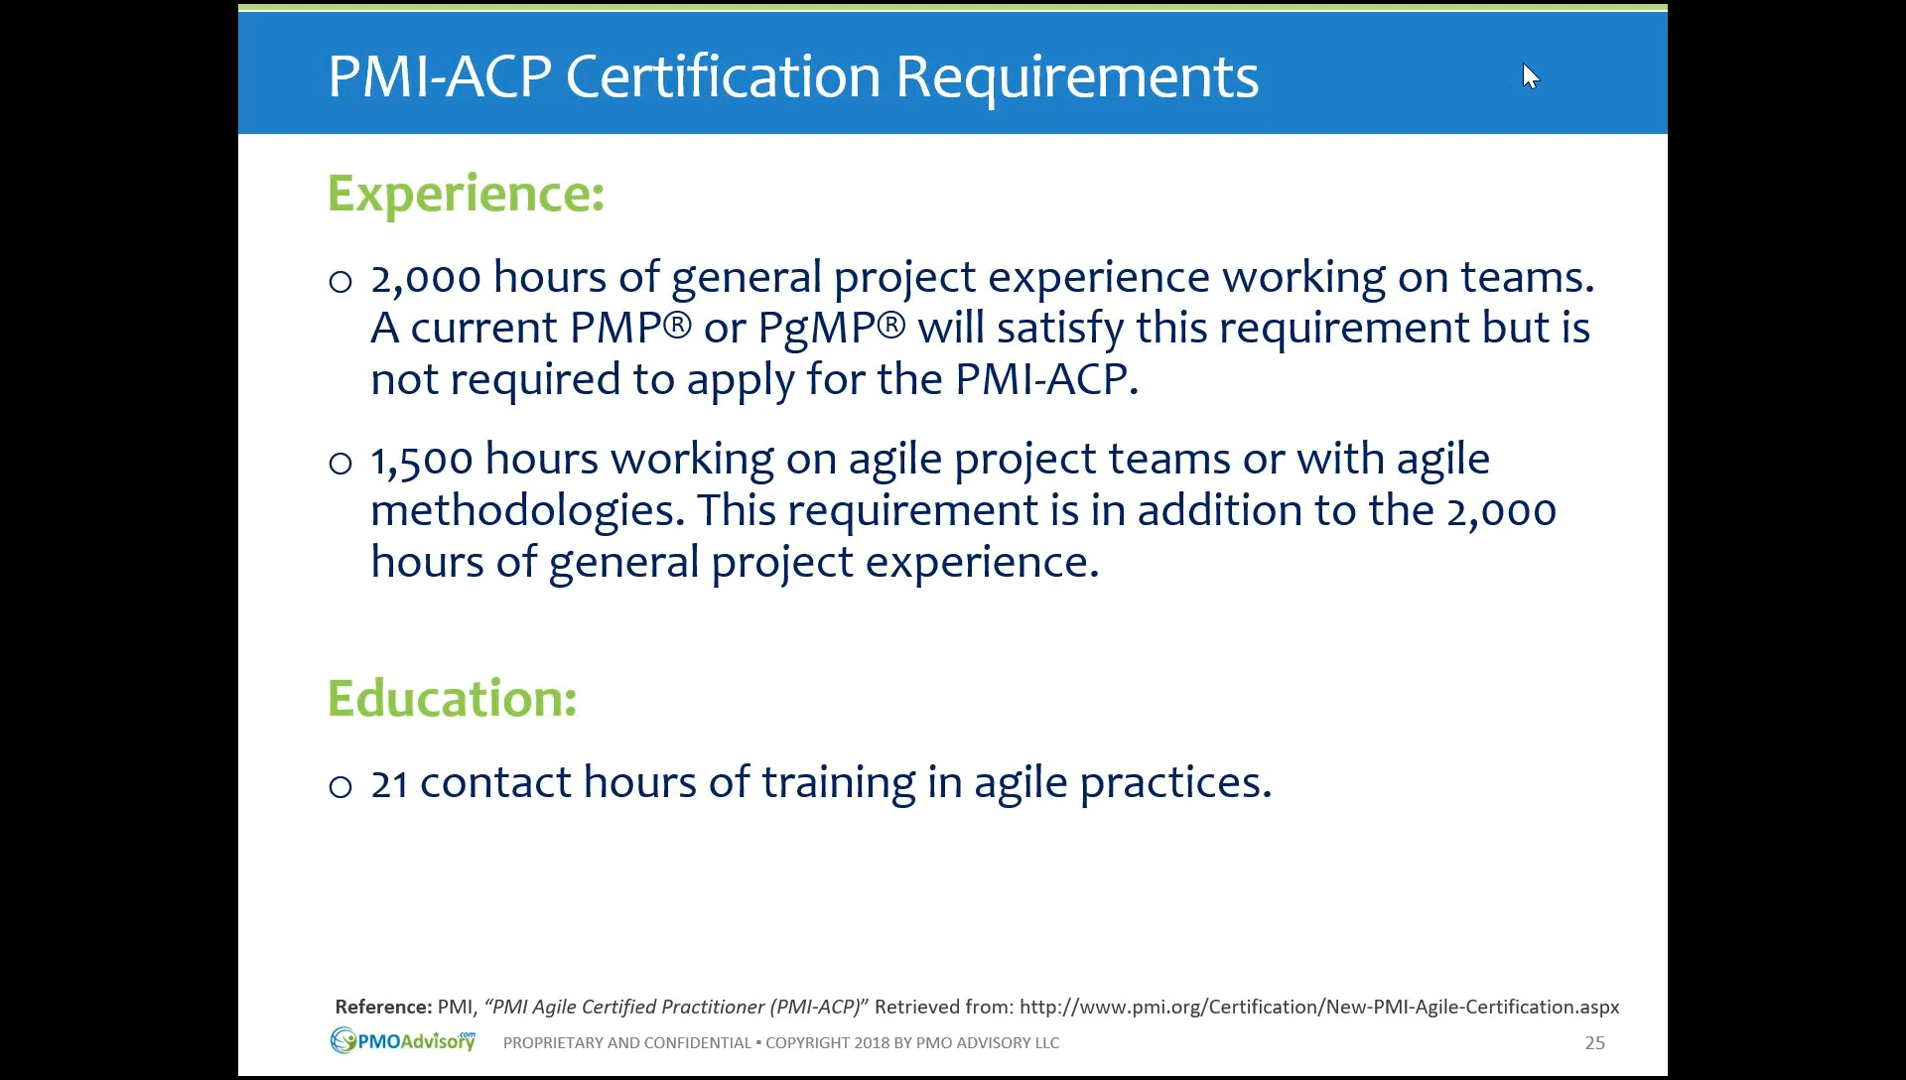 PMI-ACP Certification Requirements
Experience:
o 2,000 hours of general project experience working on teams.
A current PMP® or PgMP® will satisfy this requirement but is
not required to apply for the PMI-ACP.
o 1,500 hours working on agile project teams or with agile
methodologies. This requirement is in addition to the 2,000
hours of general project experience.
Education:
o 21 contact hours of training in agile practices.
Reference: PMI, “PMI Agile Certified Practitioner (PMI-ACP)” Retrieved from: http://www.pmi.org/Certification/New-PMI-Agile-Certification.aspx
PMOAdvisory.com PROPRIETARY AND CONFIDENTIAL ▪ COPYRIGHT 2018 BY PMO ADVISORY LLC 25